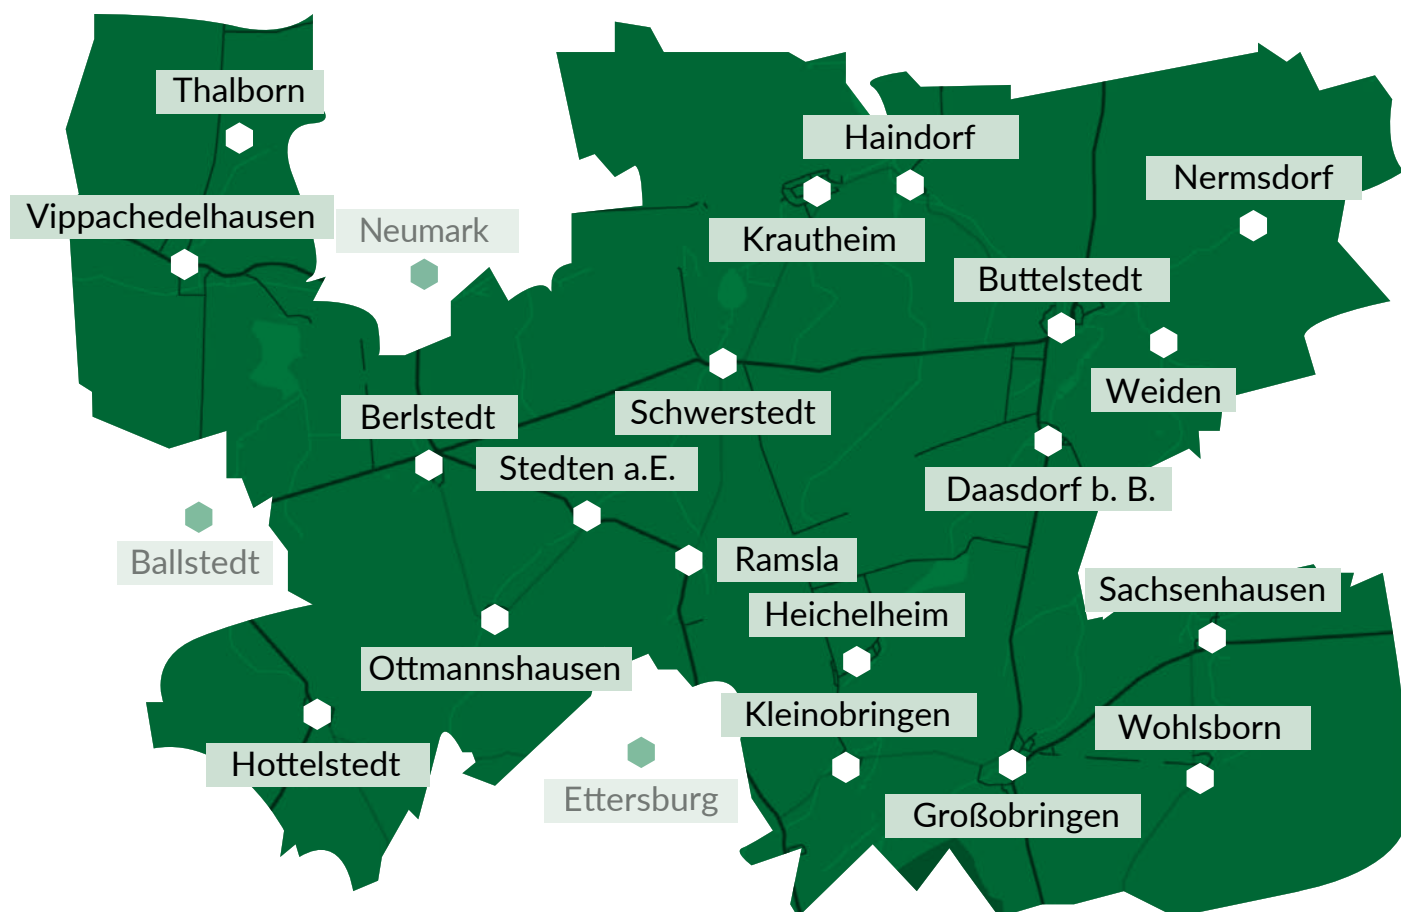 Thalborn
Haindorf
Nermsdorf
Vippachedelhausen
Neumark
Krautheim
Buttelstedt
Weiden
Berlstedt
Schwerstedt
Stedten a.E.
Daasdorf b. B.
Ballstedt
Ramsla
Sachsenhausen
Heichelheim
Ottmannshausen
Kleinobringen
Wohlsborn
Hottelstedt
Ettersburg
Großobringen